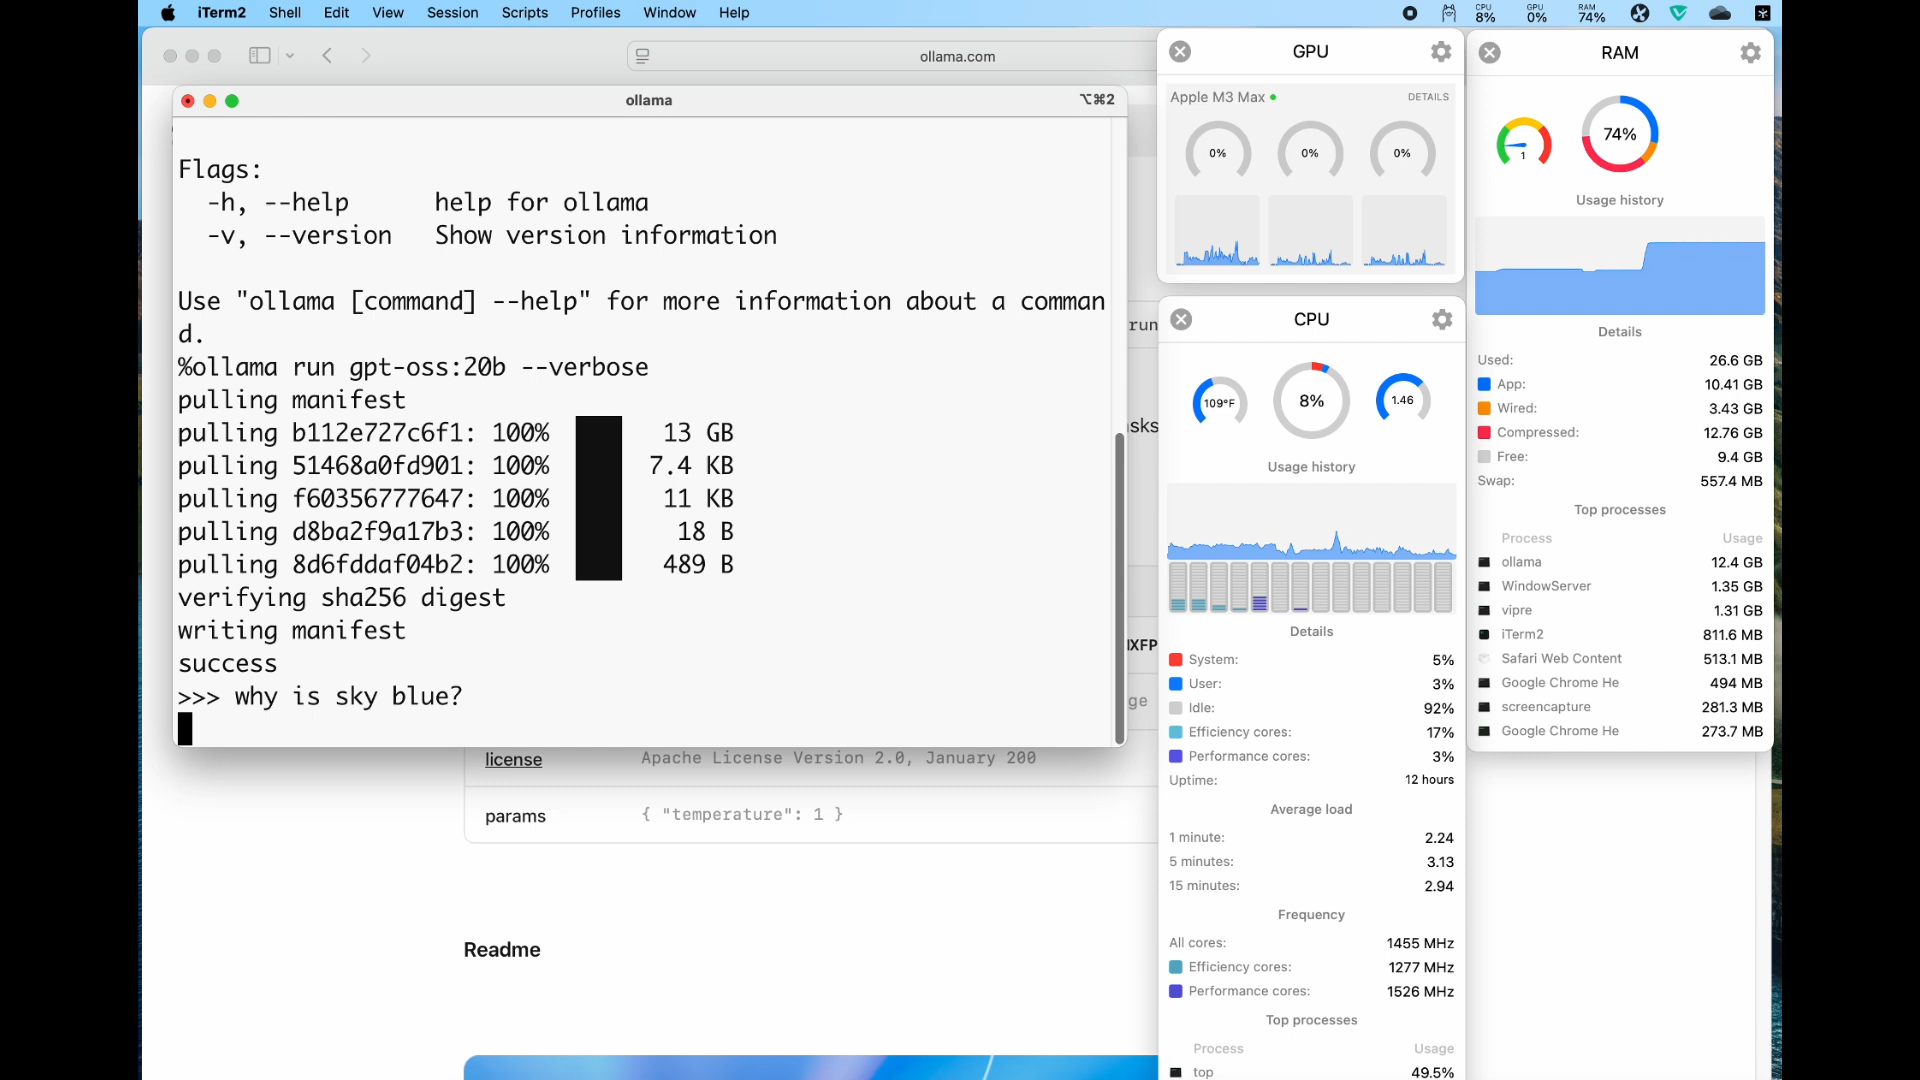 iTerm2 Shell Edit View Session Scripts Profiles Window Help
CPU 8% GPU 0% RAM 74%
ollama.com
ollama
⌥⌘2
Flags:
-h, --help help for ollama
-v, --version Show version information
Use "ollama [command] --help" for more information about a comman
d.
%ollama run gpt-oss:20b --verbose
pulling manifest
pulling b112e727c6f1: 100% 13 GB
pulling 51468a0fd901: 100% 7.4 KB
pulling f60356777647: 100% 11 KB
pulling d8ba2f9a17b3: 100% 18 B
pulling 8d6fddaf04b2: 100% 489 B
verifying sha256 digest
writing manifest
success
>>> why is sky blue?
run
sks
IXFP
ge
license Apache License Version 2.0, January 200
params { "temperature": 1 }
Readme
GPU
Apple M3 Max DETAILS
0% 0% 0%
CPU
109°F 8% 1.46
Usage history
Details
System: 5%
User: 3%
Idle: 92%
Efficiency cores: 17%
Performance cores: 3%
Uptime: 12 hours
Average load
1 minute: 2.24
5 minutes: 3.13
15 minutes: 2.94
Frequency
All cores: 1455 MHz
Efficiency cores: 1277 MHz
Performance cores: 1526 MHz
Top processes
Process Usage
top 49.5%
RAM
1 74%
Usage history
Details
Used: 26.6 GB
App: 10.41 GB
Wired: 3.43 GB
Compressed: 12.76 GB
Free: 9.4 GB
Swap: 557.4 MB
Top processes
Process Usage
ollama 12.4 GB
WindowServer 1.35 GB
vipre 1.31 GB
iTerm2 811.6 MB
Safari Web Content 513.1 MB
Google Chrome He 494 MB
screencapture 281.3 MB
Google Chrome He 273.7 MB